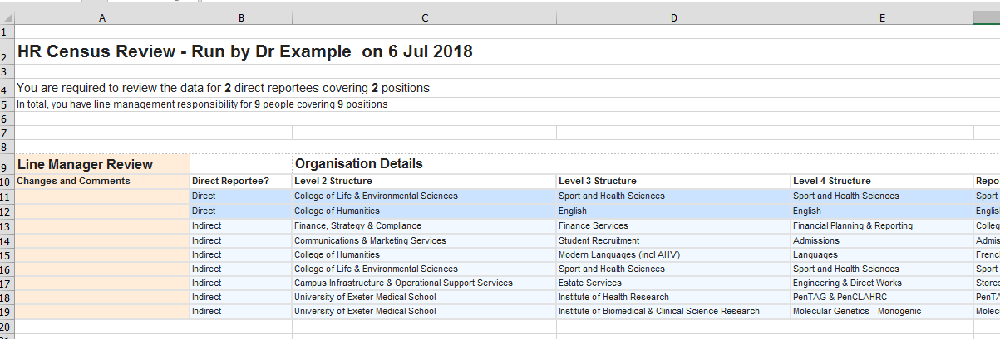 A B C D E
1
2 HR Census Review - Run by Dr Example on 6 Jul 2018
3
4 You are required to review the data for 2 direct reportees covering 2 positions
5 In total, you have line management responsibility for 9 people covering 9 positions
6
7
8
9 Line Manager Review Organisation Details
10 Changes and Comments Direct Reportee? Level 2 Structure Level 3 Structure Level 4 Structure Repo
11 Direct College of Life & Environmental Sciences Sport and Health Sciences Sport and Health Sciences Sport
12 Direct College of Humanities English English Englis
13 Indirect Finance, Strategy & Compliance Finance Services Financial Planning & Reporting Colleg
14 Indirect Communications & Marketing Services Student Recruitment Admissions Admis
15 Indirect College of Humanities Modern Languages (incl AHV) Languages Frenc
16 Indirect College of Life & Environmental Sciences Sport and Health Sciences Sport and Health Sciences Sport
17 Indirect Campus Infrastructure & Operational Support Services Estate Services Engineering & Direct Works Stores
18 Indirect University of Exeter Medical School Institute of Health Research PenTAG & PenCLAHRC PenTA
19 Indirect University of Exeter Medical School Institute of Biomedical & Clinical Science Research Molecular Genetics - Monogenic Molec
20